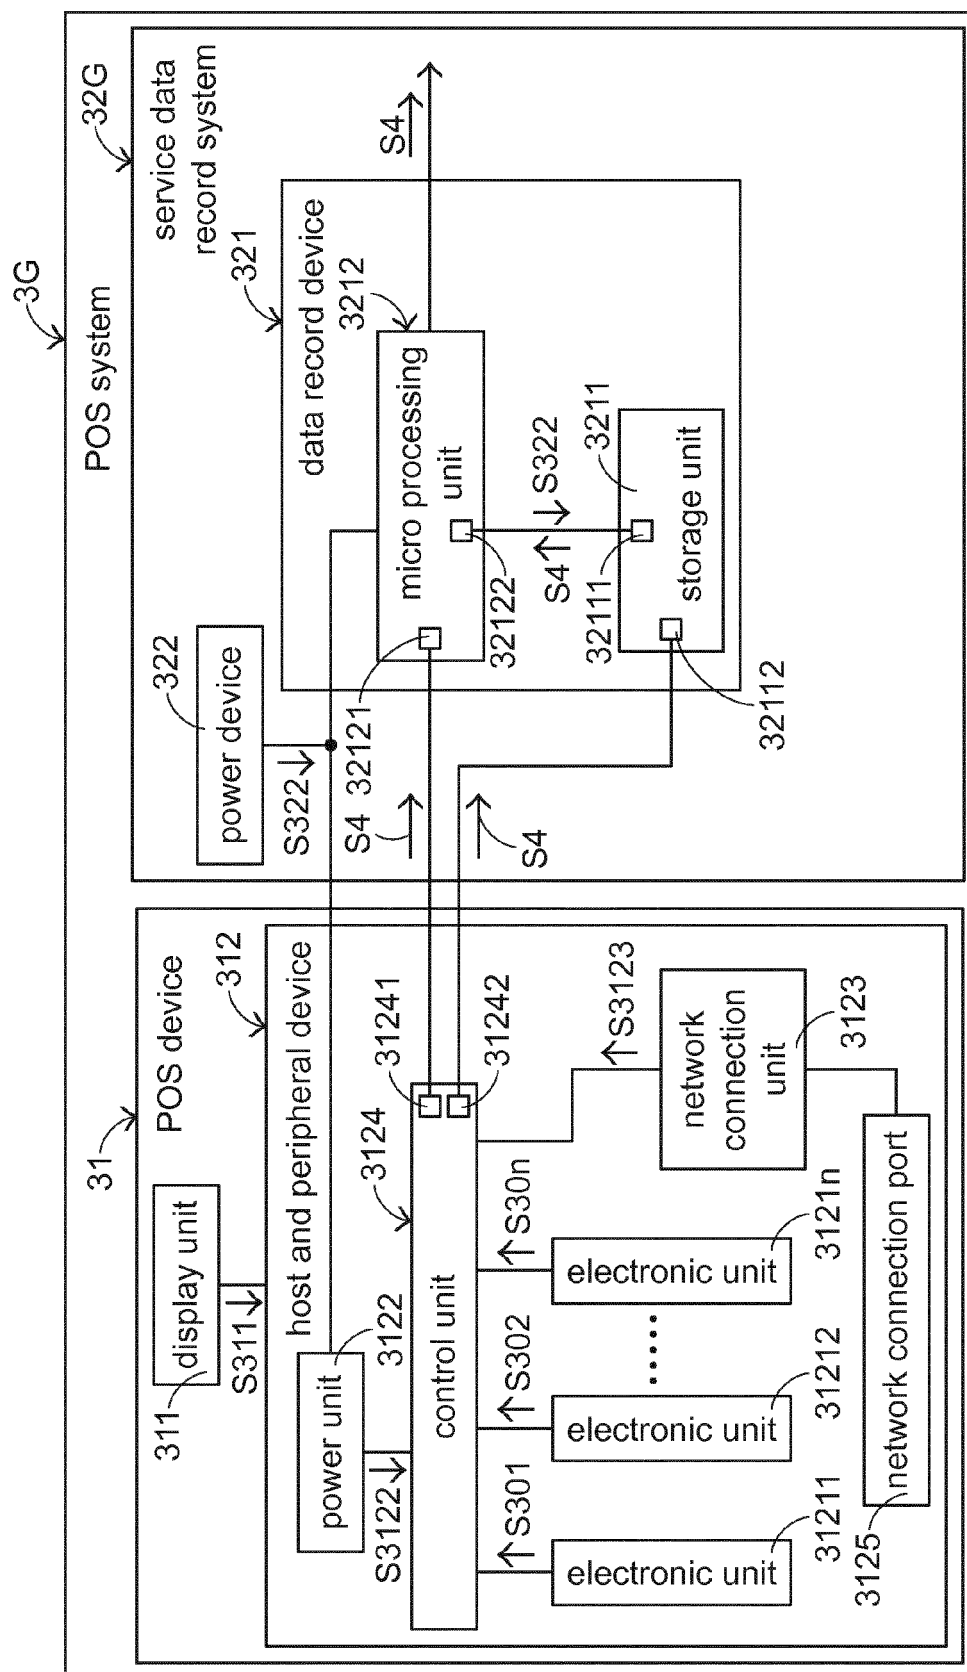 3G
POS system
31
POS device
311
display unit
S311
312
host and peripheral device
3122
power unit
S3122
3124
control unit
31241
31242
S301
S302
S30n
S3123
electronic unit
31211
electronic unit
31212
......
electronic unit
3121n
network
connection
unit
3123
network connection port
3125
32G
service data
record system
322
power device
S322
321
data record device
3212
micro processing
unit
32121
32122
S4
S4
S4
S4
S322
3211
storage unit
32111
32112